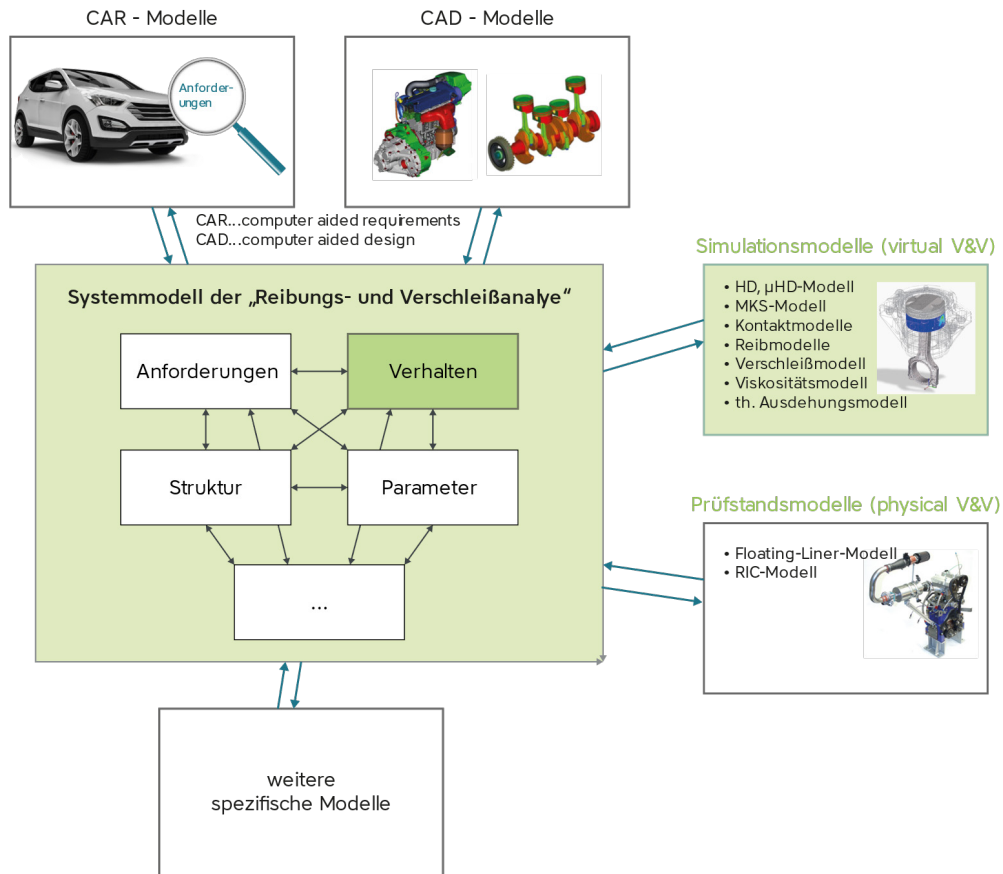 CAR - Modelle
CAD - Modelle
Anforder-
ungen
CAR...computer aided requirements
CAD...computer aided design
Systemmodell der „Reibungs- und Verschleißanalye“
Anforderungen
Verhalten
Struktur
Parameter
...
Simulationsmodelle (virtual V&V)
• HD, µHD-Modell
• MKS-Modell
• Kontaktmodelle
• Reibmodelle
• Verschleißmodell
• Viskositätsmodell
• th. Ausdehungsmodell
Prüfstandsmodelle (physical V&V)
• Floating-Liner-Modell
• RIC-Modell
weitere
spezifische Modelle